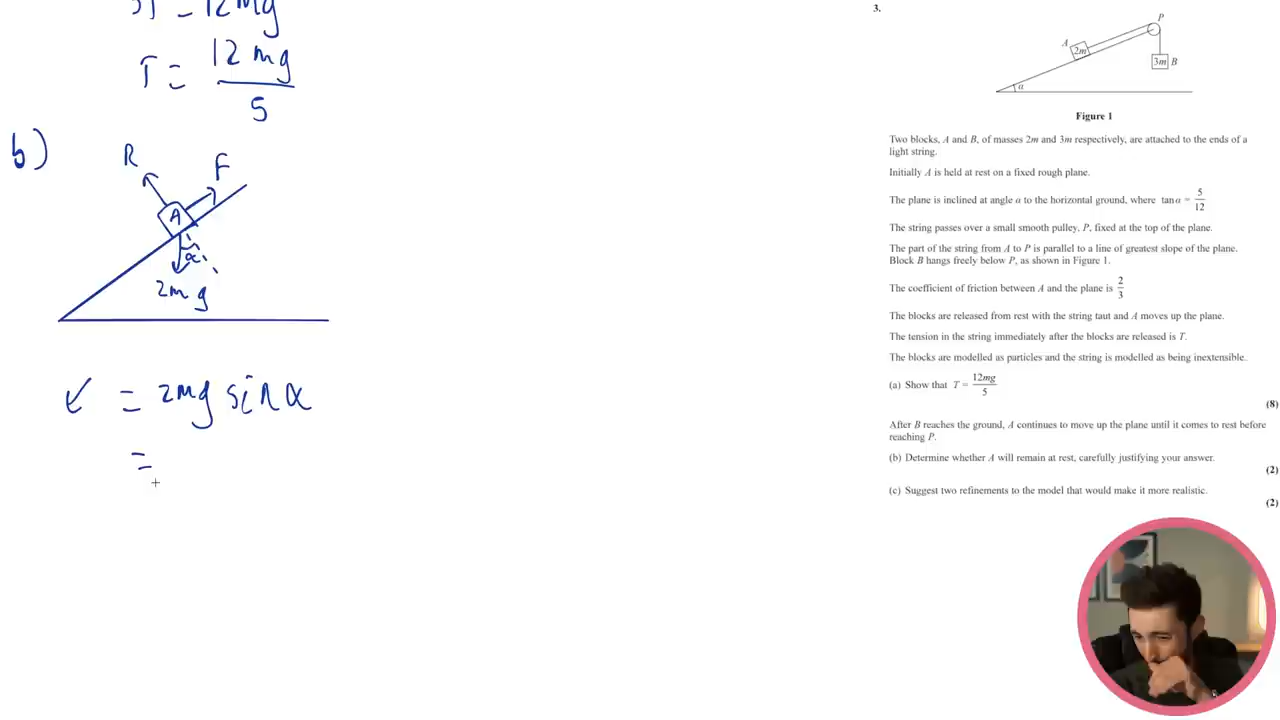 5T = 12mg
T = 12mg
5
b)
R
F
A
α
2mg
↙ = 2mg sinα
=
3.
P
A
2m
3m B
α
Figure 1
Two blocks, A and B, of masses 2m and 3m respectively, are attached to the ends of a
light string.
Initially A is held at rest on a fixed rough plane.
The plane is inclined at angle α to the horizontal ground, where tan α = 5/12
The string passes over a small smooth pulley, P, fixed at the top of the plane.
The part of the string from A to P is parallel to a line of greatest slope of the plane.
Block B hangs freely below P, as shown in Figure 1.
The coefficient of friction between A and the plane is 2/3
The blocks are released from rest with the string taut and A moves up the plane.
The tension in the string immediately after the blocks are released is T.
The blocks are modelled as particles and the string is modelled as being inextensible.
(a) Show that T = 12mg/5
(8)
After B reaches the ground, A continues to move up the plane until it comes to rest before
reaching P.
(b) Determine whether A will remain at rest, carefully justifying your answer.
(2)
(c) Suggest two refinements to the model that would make it more realistic.
(2)